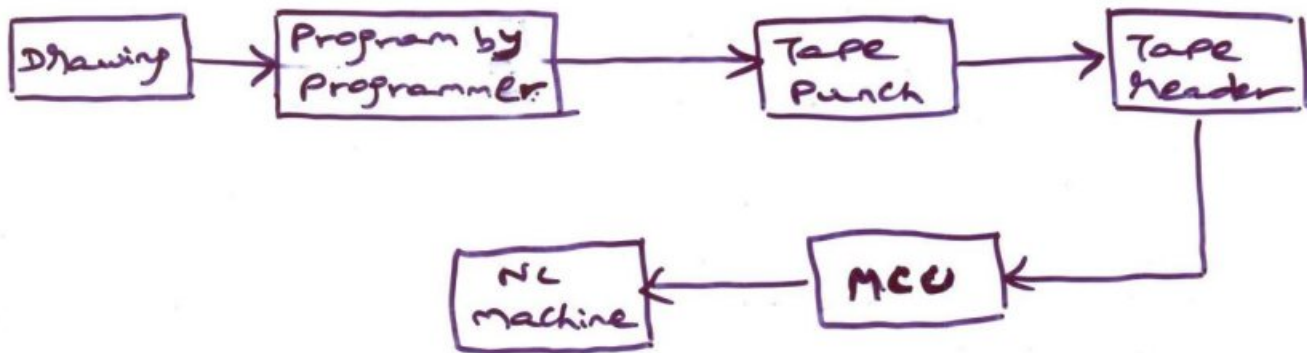 Drawing
Program by
Programmer
Tape
Punch
Tape
reader
MCU
NC
Machine